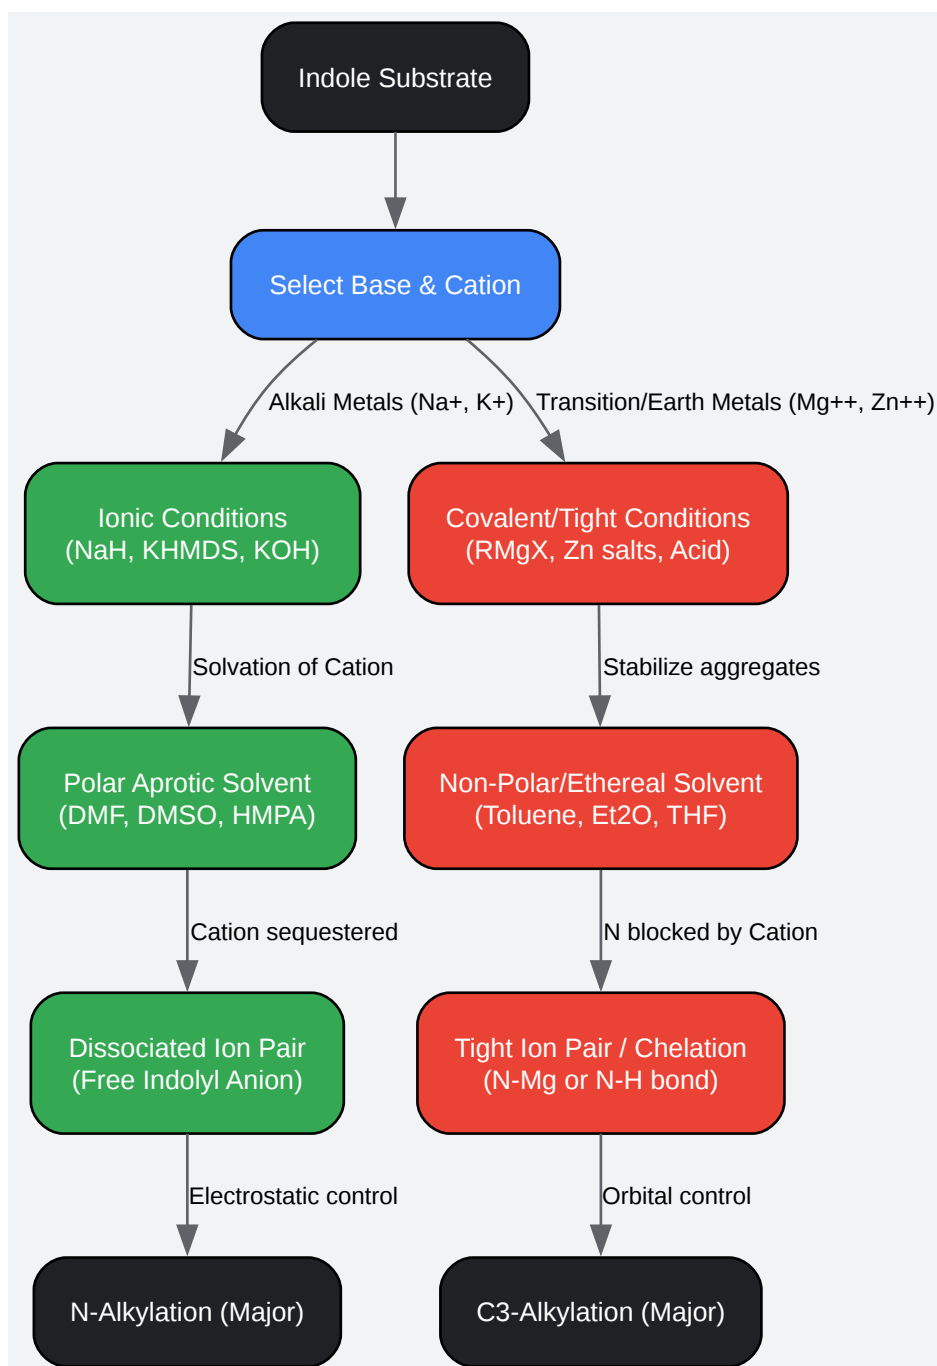 Indole Substrate
Select Base & Cation
Alkali Metals (Na+, K+)
Transition/Earth Metals (Mg++, Zn++)
Ionic Conditions
(NaH, KHMDS, KOH)
Covalent/Tight Conditions
(RMgX, Zn salts, Acid)
Solvation of Cation
Stabilize aggregates
Polar Aprotic Solvent
(DMF, DMSO, HMPA)
Non-Polar/Ethereal Solvent
(Toluene, Et2O, THF)
Cation sequestered
N blocked by Cation
Dissociated Ion Pair
(Free Indolyl Anion)
Tight Ion Pair / Chelation
(N-Mg or N-H bond)
Electrostatic control
Orbital control
N-Alkylation (Major)
C3-Alkylation (Major)